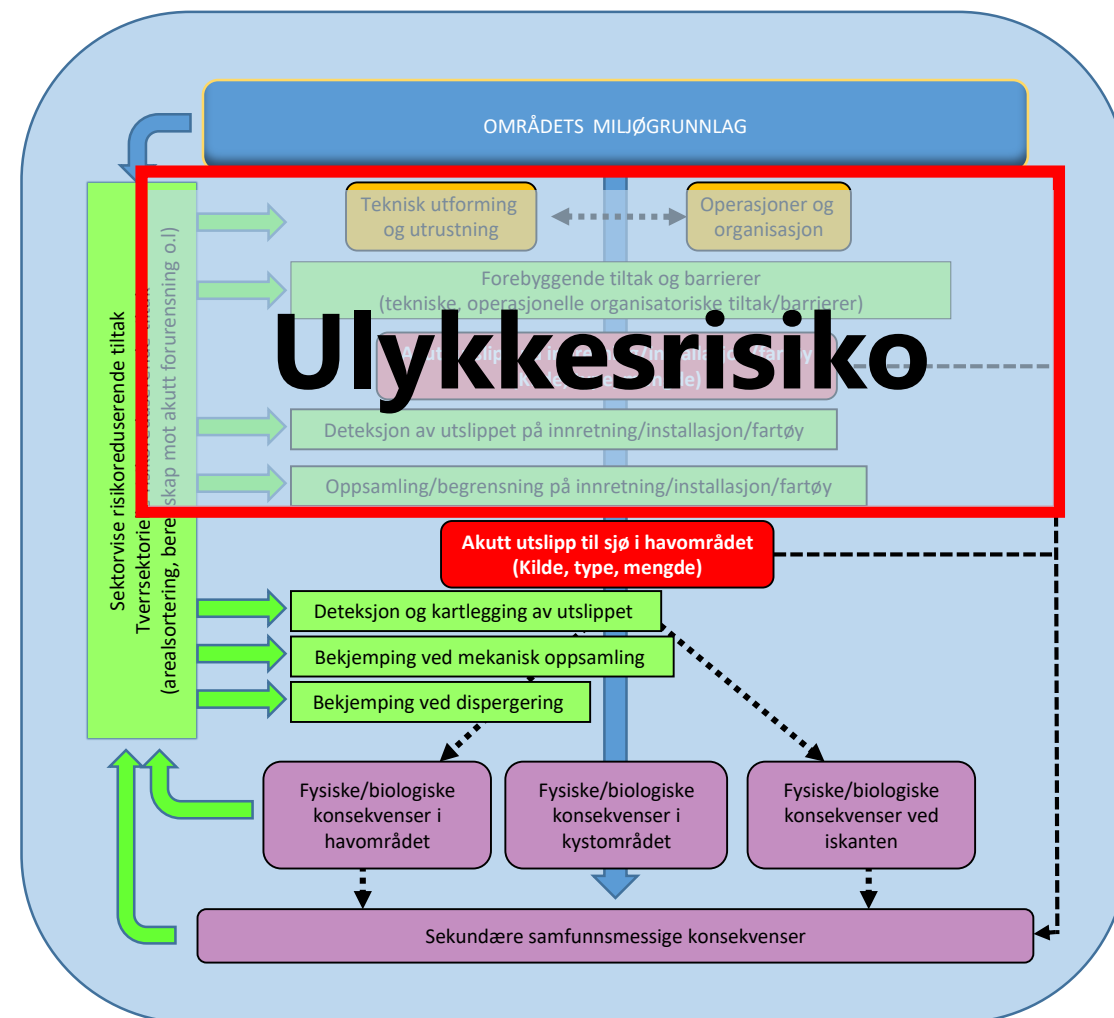 OMRÅDETS MILJØGRUNNLAG
Teknisk utforming
og utrustning
Operasjoner og
organisasjon
Forebyggende tiltak og barrierer
(tekniske, operasjonelle organisatoriske tiltak/barrierer)
Ulykkesrisiko
Deteksjon av utslippet på innretning/installasjon/fartøy
Oppsamling/begrensning på innretning/installasjon/fartøy
Sektorvise risikoreduserende tiltak
(arealsortering, beredskap mot akutt forurensning o.l)
Akutt utslipp til sjø i havområdet
(Kilde, type, mengde)
Deteksjon og kartlegging av utslippet
Bekjemping ved mekanisk oppsamling
Bekjemping ved dispergering
Fysiske/biologiske
konsekvenser i
havområdet
Fysiske/biologiske
konsekvenser i
kystområdet
Fysiske/biologiske
konsekvenser ved
iskanten
Sekundære samfunnsmessige konsekvenser